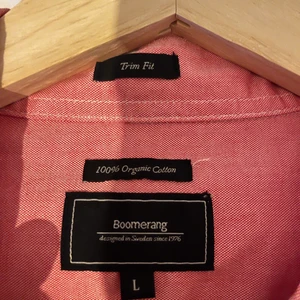 Trim Fit
100% Organic Cotton
Boomerang
designed in Sweden since 1976
L